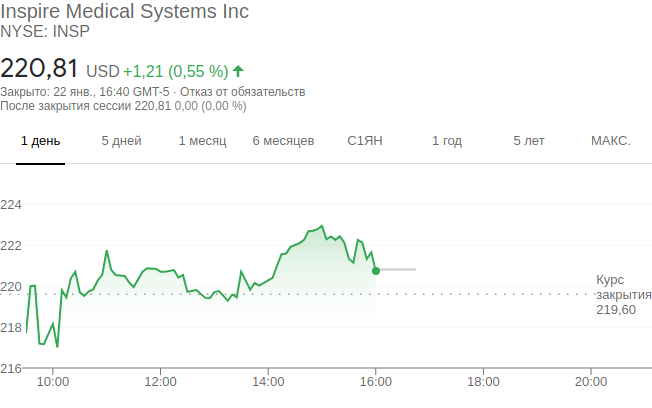 Inspire Medical Systems Inc
NYSE: INSP
220,81 USD +1,21 (0,55 %)
Закрыто: 22 янв., 16:40 GMT-5 · Отказ от обязательств
После закрытия сессии 220,81 0,00 (0,00 %)
1 день 5 дней 1 месяц 6 месяцев С1ЯН 1 год 5 лет МАКС.
224
222
220
218
216
Курс
закрытия
219,60
10:00 12:00 14:00 16:00 18:00 20:00